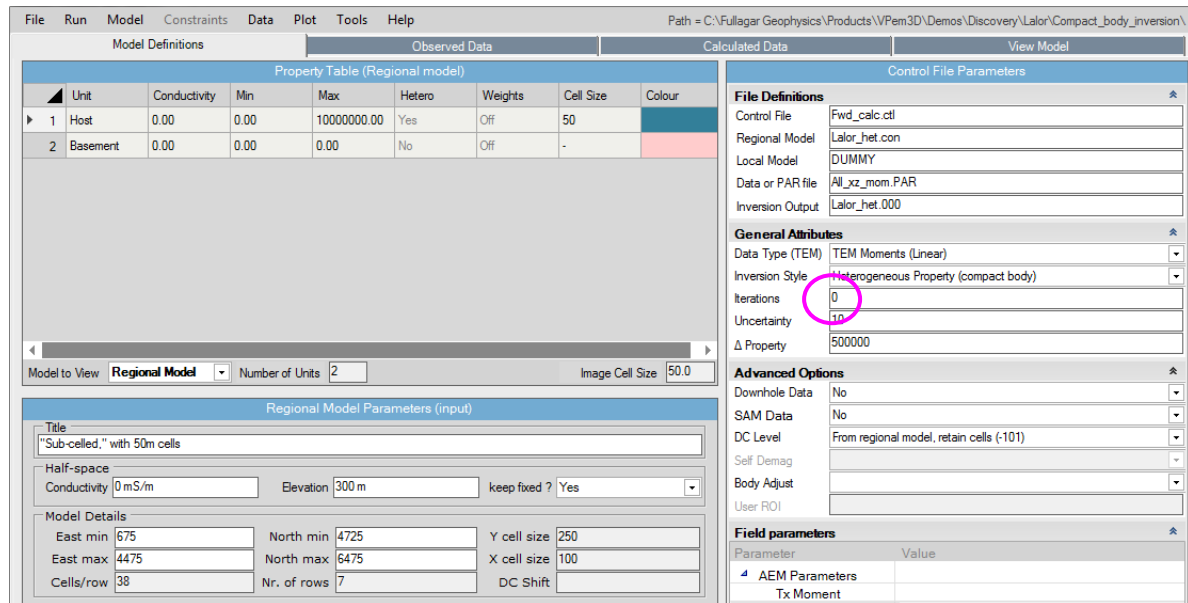 File Run Model Constraints Data Plot Tools Help Path = C:\Fullagar Geophysics\Products\VPem3D\Demos\Discovery\Lalor\Compact_body_inversion\
Model Definitions Observed Data Calculated Data View Model
Property Table (Regional model)
Unit Conductivity Min Max Hetero Weights Cell Size Colour
1 Host 0.00 0.00 10000000.00 Yes Off 50
2 Basement 0.00 0.00 0.00 No Off -
Model to View Regional Model Number of Units 2 Image Cell Size 50.0
Regional Model Parameters (input)
Title
"Sub-celled," with 50m cells
Half-space
Conductivity 0 mS/m Elevation 300 m keep fixed ? Yes
Model Details
East min 675 North min 4725 Y cell size 250
East max 4475 North max 6475 X cell size 100
Cells/row 38 Nr. of rows 7 DC Shift
Control File Parameters
File Definitions
Control File Fwd_calc.ctl
Regional Model Lalor_het.con
Local Model DUMMY
Data or PAR file All_xz_mom.PAR
Inversion Output Lalor_het.000
General Attributes
Data Type (TEM) TEM Moments (Linear)
Inversion Style Heterogeneous Property (compact body)
Iterations 0
Uncertainty 10
Δ Property 500000
Advanced Options
Downhole Data No
SAM Data No
DC Level From regional model, retain cells (-101)
Self Demag
Body Adjust
User ROI
Field parameters
Parameter Value
AEM Parameters
Tx Moment